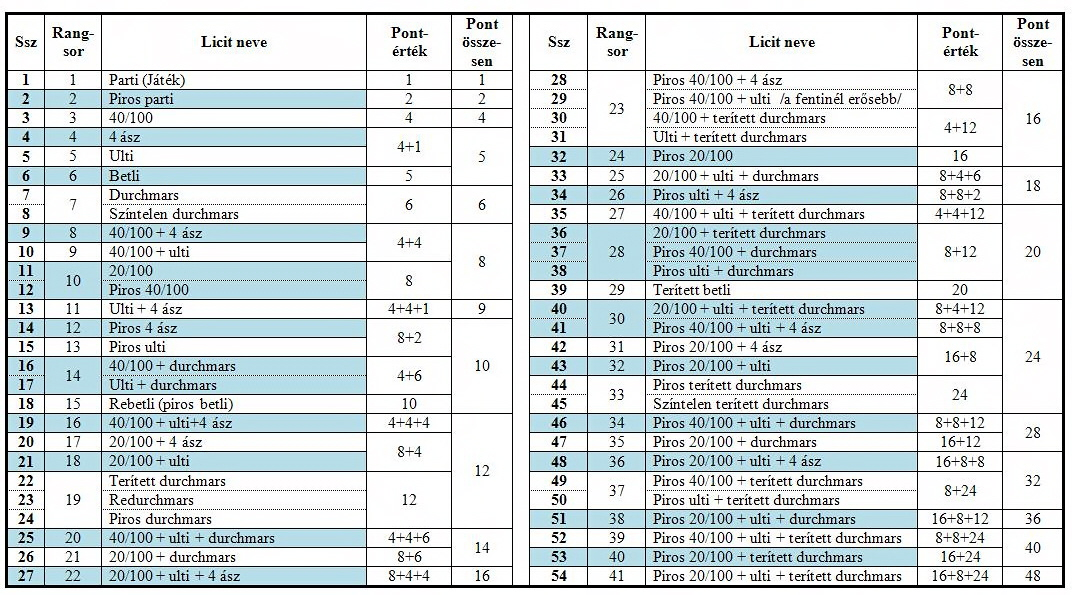 Ssz Rang-sor Licit neve Pont-érték Pont össze-sen
1 1 Parti (Játék) 1 1
2 2 Piros parti 2 2
3 3 40/100 4 4
4 4 4 ász 4+1 5
5 5 Ulti
6 6 Betli 5
7 7 Durchmars 6 6
8 Színtelen durchmars
9 8 40/100 + 4 ász 4+4 8
10 9 40/100 + ulti
11 10 20/100 8
12 Piros 40/100
13 11 Ulti + 4 ász 4+4+1 9
14 12 Piros 4 ász 8+2 10
15 13 Piros ulti
16 14 40/100 + durchmars 4+6
17 Ulti + durchmars
18 15 Rebetli (piros betli) 10
19 16 40/100 + ulti+4 ász 4+4+4 12
20 17 20/100 + 4 ász 8+4
21 18 20/100 + ulti
22 19 Terített durchmars 12
23 Redurchmars
24 Piros durchmars
25 20 40/100 + ulti + durchmars 4+4+6 14
26 21 20/100 + durchmars 8+6
27 22 20/100 + ulti + 4 ász 8+4+4 16
Ssz Rang-sor Licit neve Pont-érték Pont össze-sen
28 23 Piros 40/100 + 4 ász 8+8 16
29 Piros 40/100 + ulti /a fentinél erősebb/
30 40/100 + terített durchmars 4+12
31 Ulti + terített durchmars
32 24 Piros 20/100 16
33 25 20/100 + ulti + durchmars 8+4+6 18
34 26 Piros ulti + 4 ász 8+8+2
35 27 40/100 + ulti + terített durchmars 4+4+12 20
36 28 20/100 + terített durchmars 8+12
37 Piros 40/100 + durchmars
38 Piros ulti + durchmars
39 29 Terített betli 20
40 30 20/100 + ulti + terített durchmars 8+4+12 24
41 Piros 40/100 + ulti + 4 ász 8+8+8
42 31 Piros 20/100 + 4 ász 16+8
43 32 Piros 20/100 + ulti
44 33 Piros terített durchmars 24
45 Színtelen terített durchmars
46 34 Piros 40/100 + ulti + durchmars 8+8+12 28
47 35 Piros 20/100 + durchmars 16+12
48 36 Piros 20/100 + ulti + 4 ász 16+8+8 32
49 37 Piros 40/100 + terített durchmars 8+24
50 Piros ulti + terített durchmars
51 38 Piros 20/100 + ulti + durchmars 16+8+12 36
52 39 Piros 40/100 + ulti + terített durchmars 8+8+24 40
53 40 Piros 20/100 + terített durchmars 16+24
54 41 Piros 20/100 + ulti + terített durchmars 16+8+24 48